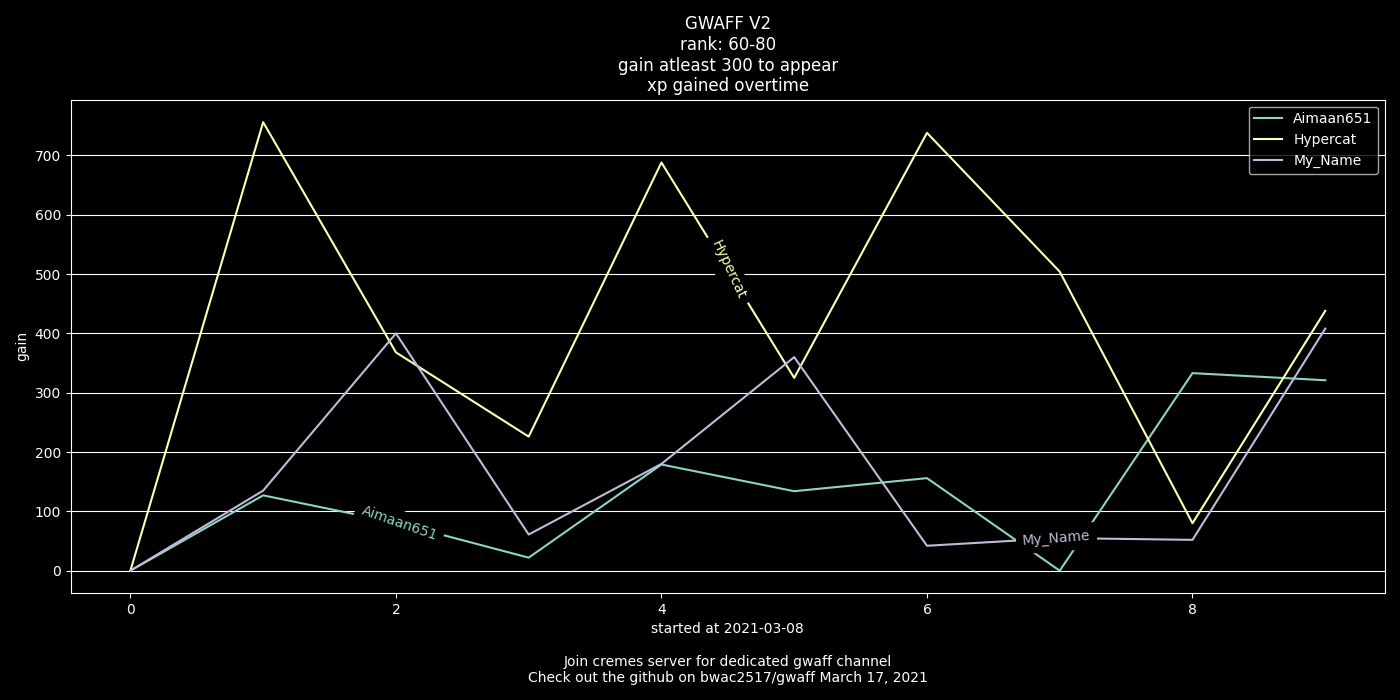 GWAFF V2
rank: 60-80
gain atleast 300 to appear
xp gained overtime
Aimaan651
Hypercat
My_Name
700
600
500
400
300
200
100
0
gain
Hypercat
Aimaan651
My_Name
0 2 4 6 8
started at 2021-03-08
Join cremes server for dedicated gwaff channel
Check out the github on bwac2517/gwaff March 17, 2021